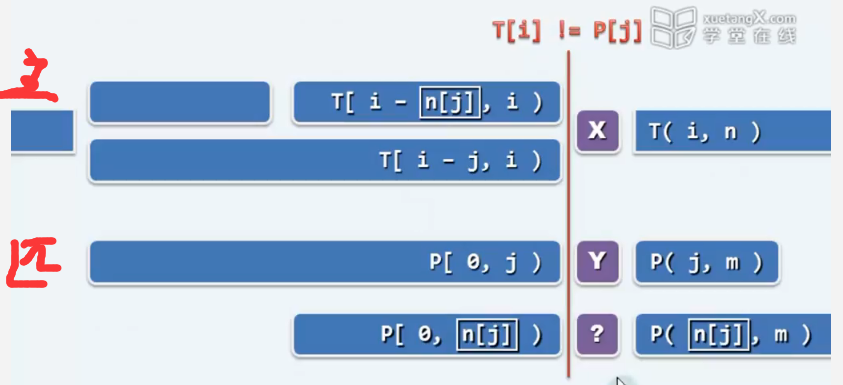 T[i] != P[j]
xuetangX.com
学堂在线
主
T[ i - n[j], i )
X
T( i, n )
T[ i - j, i )
匹
P[ 0, j )
Y
P( j, m )
P[ 0, n[j] )
?
P( n[j], m )